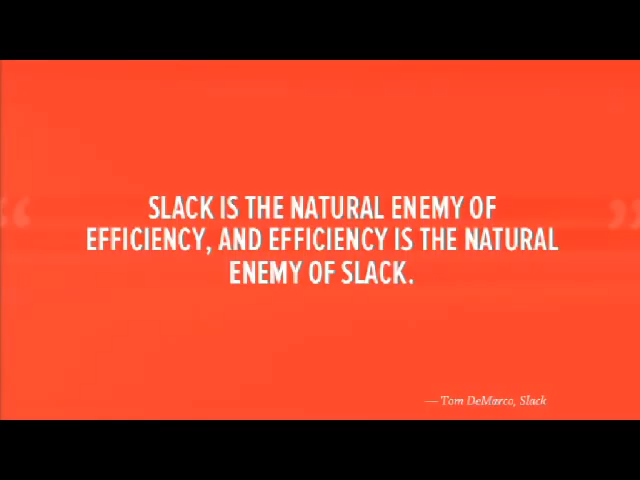 SLACK IS THE NATURAL ENEMY OF
EFFICIENCY, AND EFFICIENCY IS THE NATURAL
ENEMY OF SLACK.
— Tom DeMarco, Slack